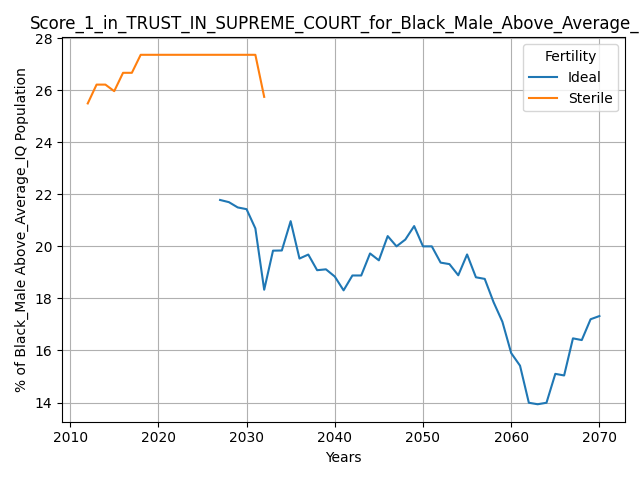 Score_1_in_TRUST_IN_SUPREME_COURT_for_Black_Male_Above_Average_
Fertility
Ideal
Sterile
% of Black_Male Above_Average_IQ Population
28
26
24
22
20
18
16
14
2010 2020 2030 2040 2050 2060 2070
Years